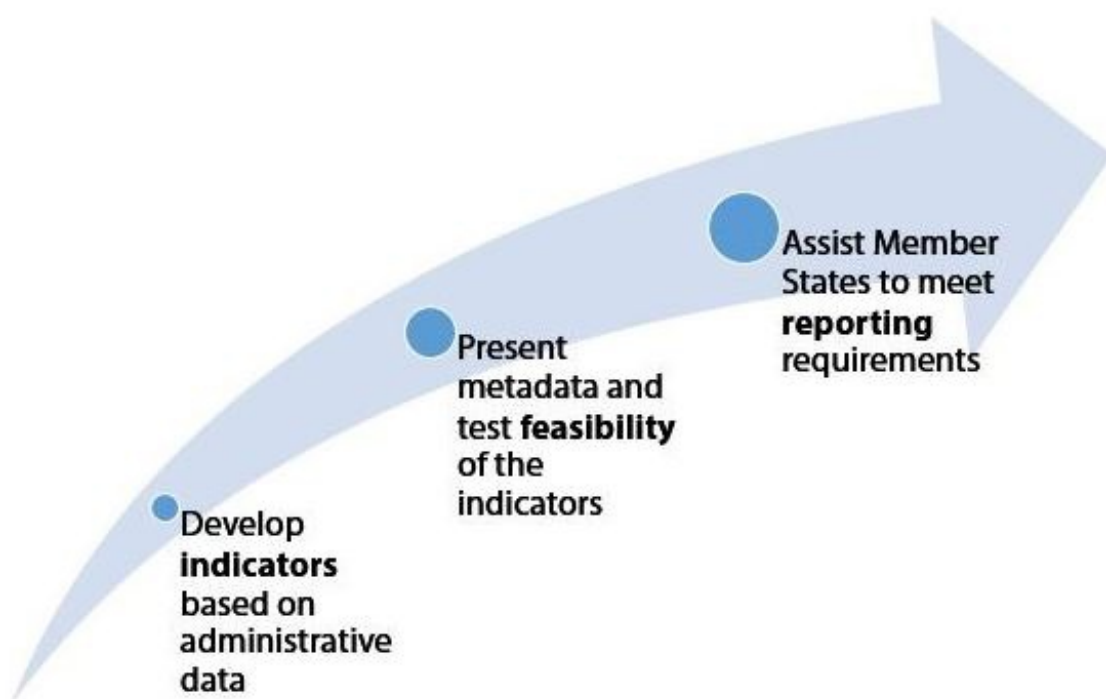 Develop
indicators
based on
administrative
data
Present
metadata and
test feasibility
of the
indicators
Assist Member
States to meet
reporting
requirements